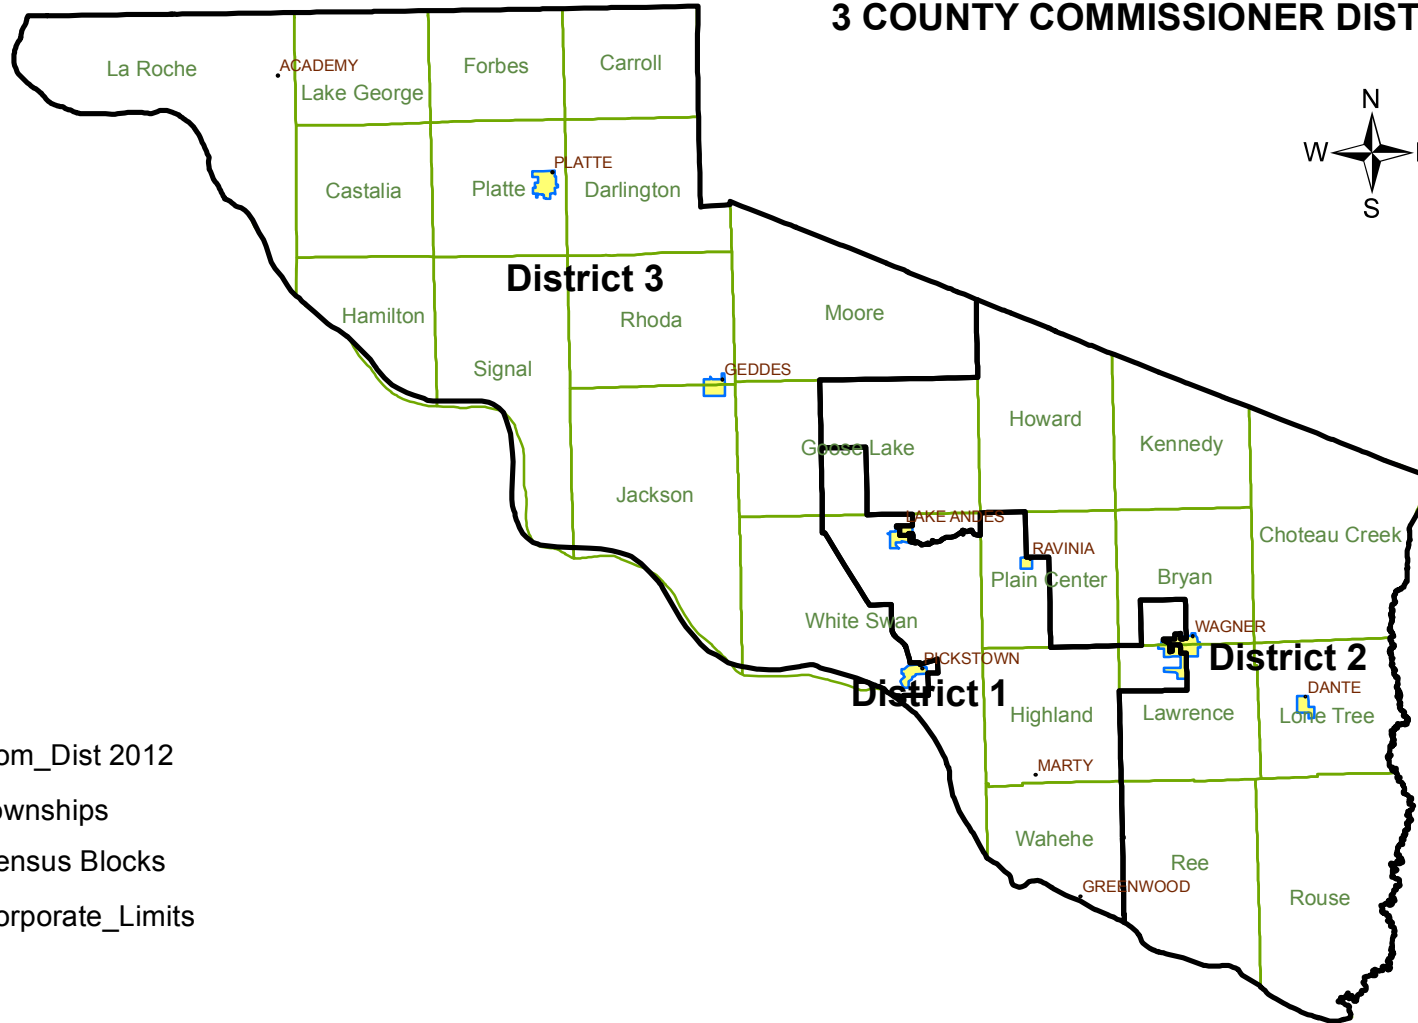 3 COUNTY COMMISSIONER DIST
N
W
S
La Roche
ACADEMY
Lake George
Forbes
Carroll
Castalia
Platte
PLATTE
Darlington
District 3
Hamilton
Signal
Rhoda
Moore
GEDDES
Jackson
Goose Lake
Howard
Kennedy
LAKE ANDES
RAVINIA
Plain Center
Bryan
Choteau Creek
White Swan
WAGNER
PICKSTOWN
District 2
District 1
DANTE
Highland
Lawrence
Lone Tree
MARTY
Wahehe
Ree
GREENWOOD
Rouse
om_Dist 2012
ownships
ensus Blocks
orporate_Limits